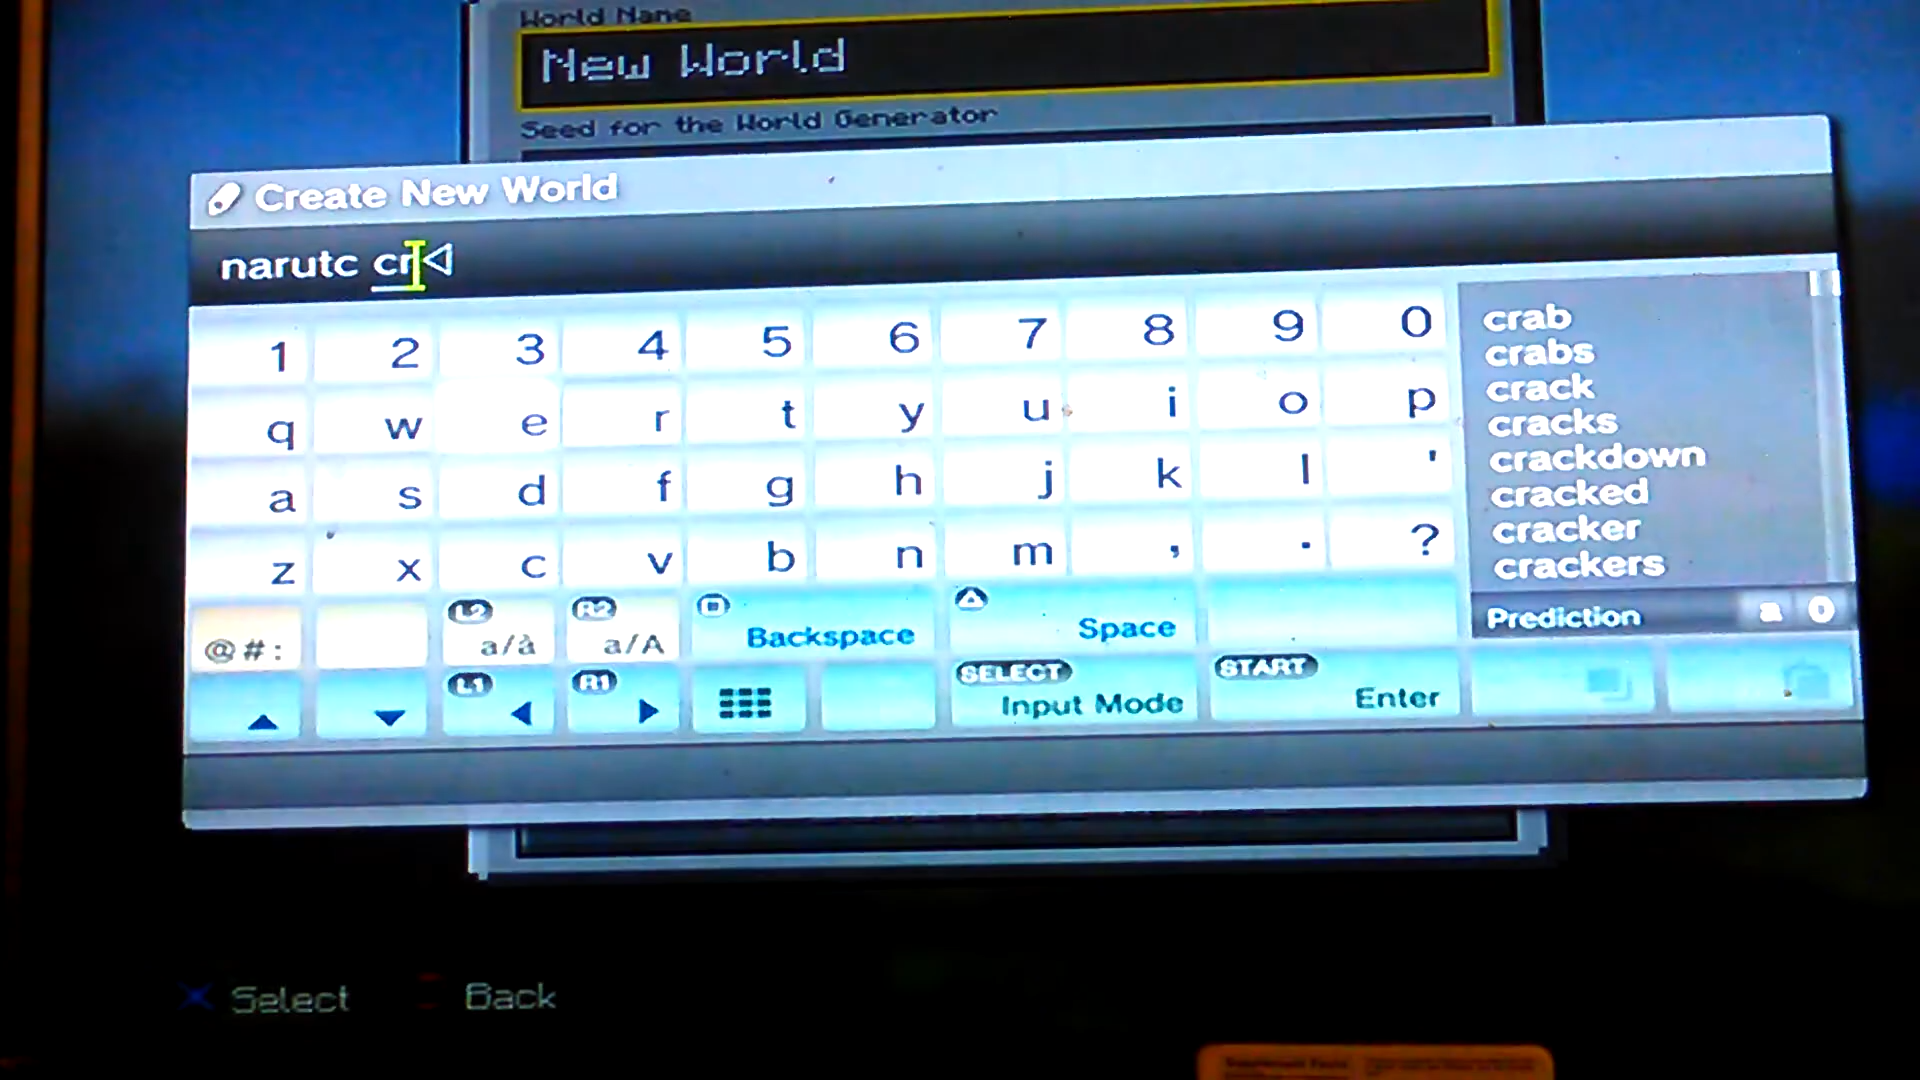 World Name
New World
Seed for the World Generator
Create New World
narutc cr
1 2 3 4 5 6 7 8 9 0
q w e r t y u i o p
a s d f g h j k l '
z x c v b n m , . ?
@#: L2 a/à R2 a/A Backspace Space
L1 R1 SELECT Input Mode START Enter
crab
crabs
crack
cracks
crackdown
cracked
cracker
crackers
Prediction a 0
Select Back